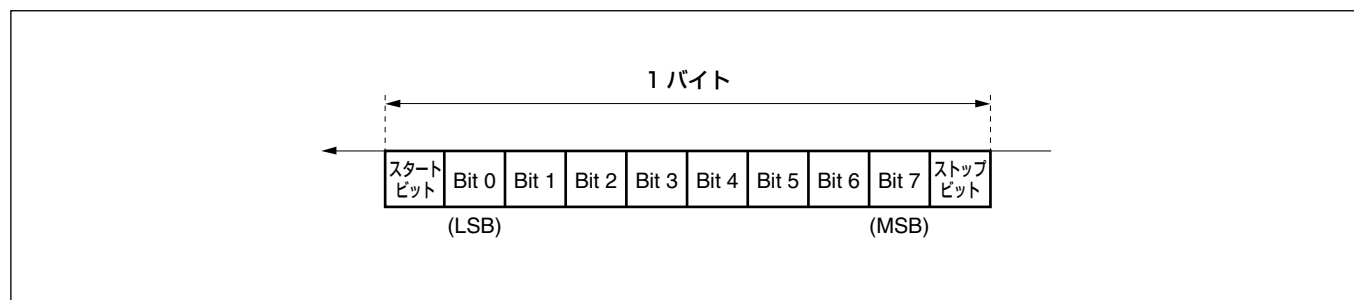 1 バイト
スタート
ビット
Bit 0
Bit 1
Bit 2
Bit 3
Bit 4
Bit 5
Bit 6
Bit 7
ストップ
ビット
(LSB)
(MSB)